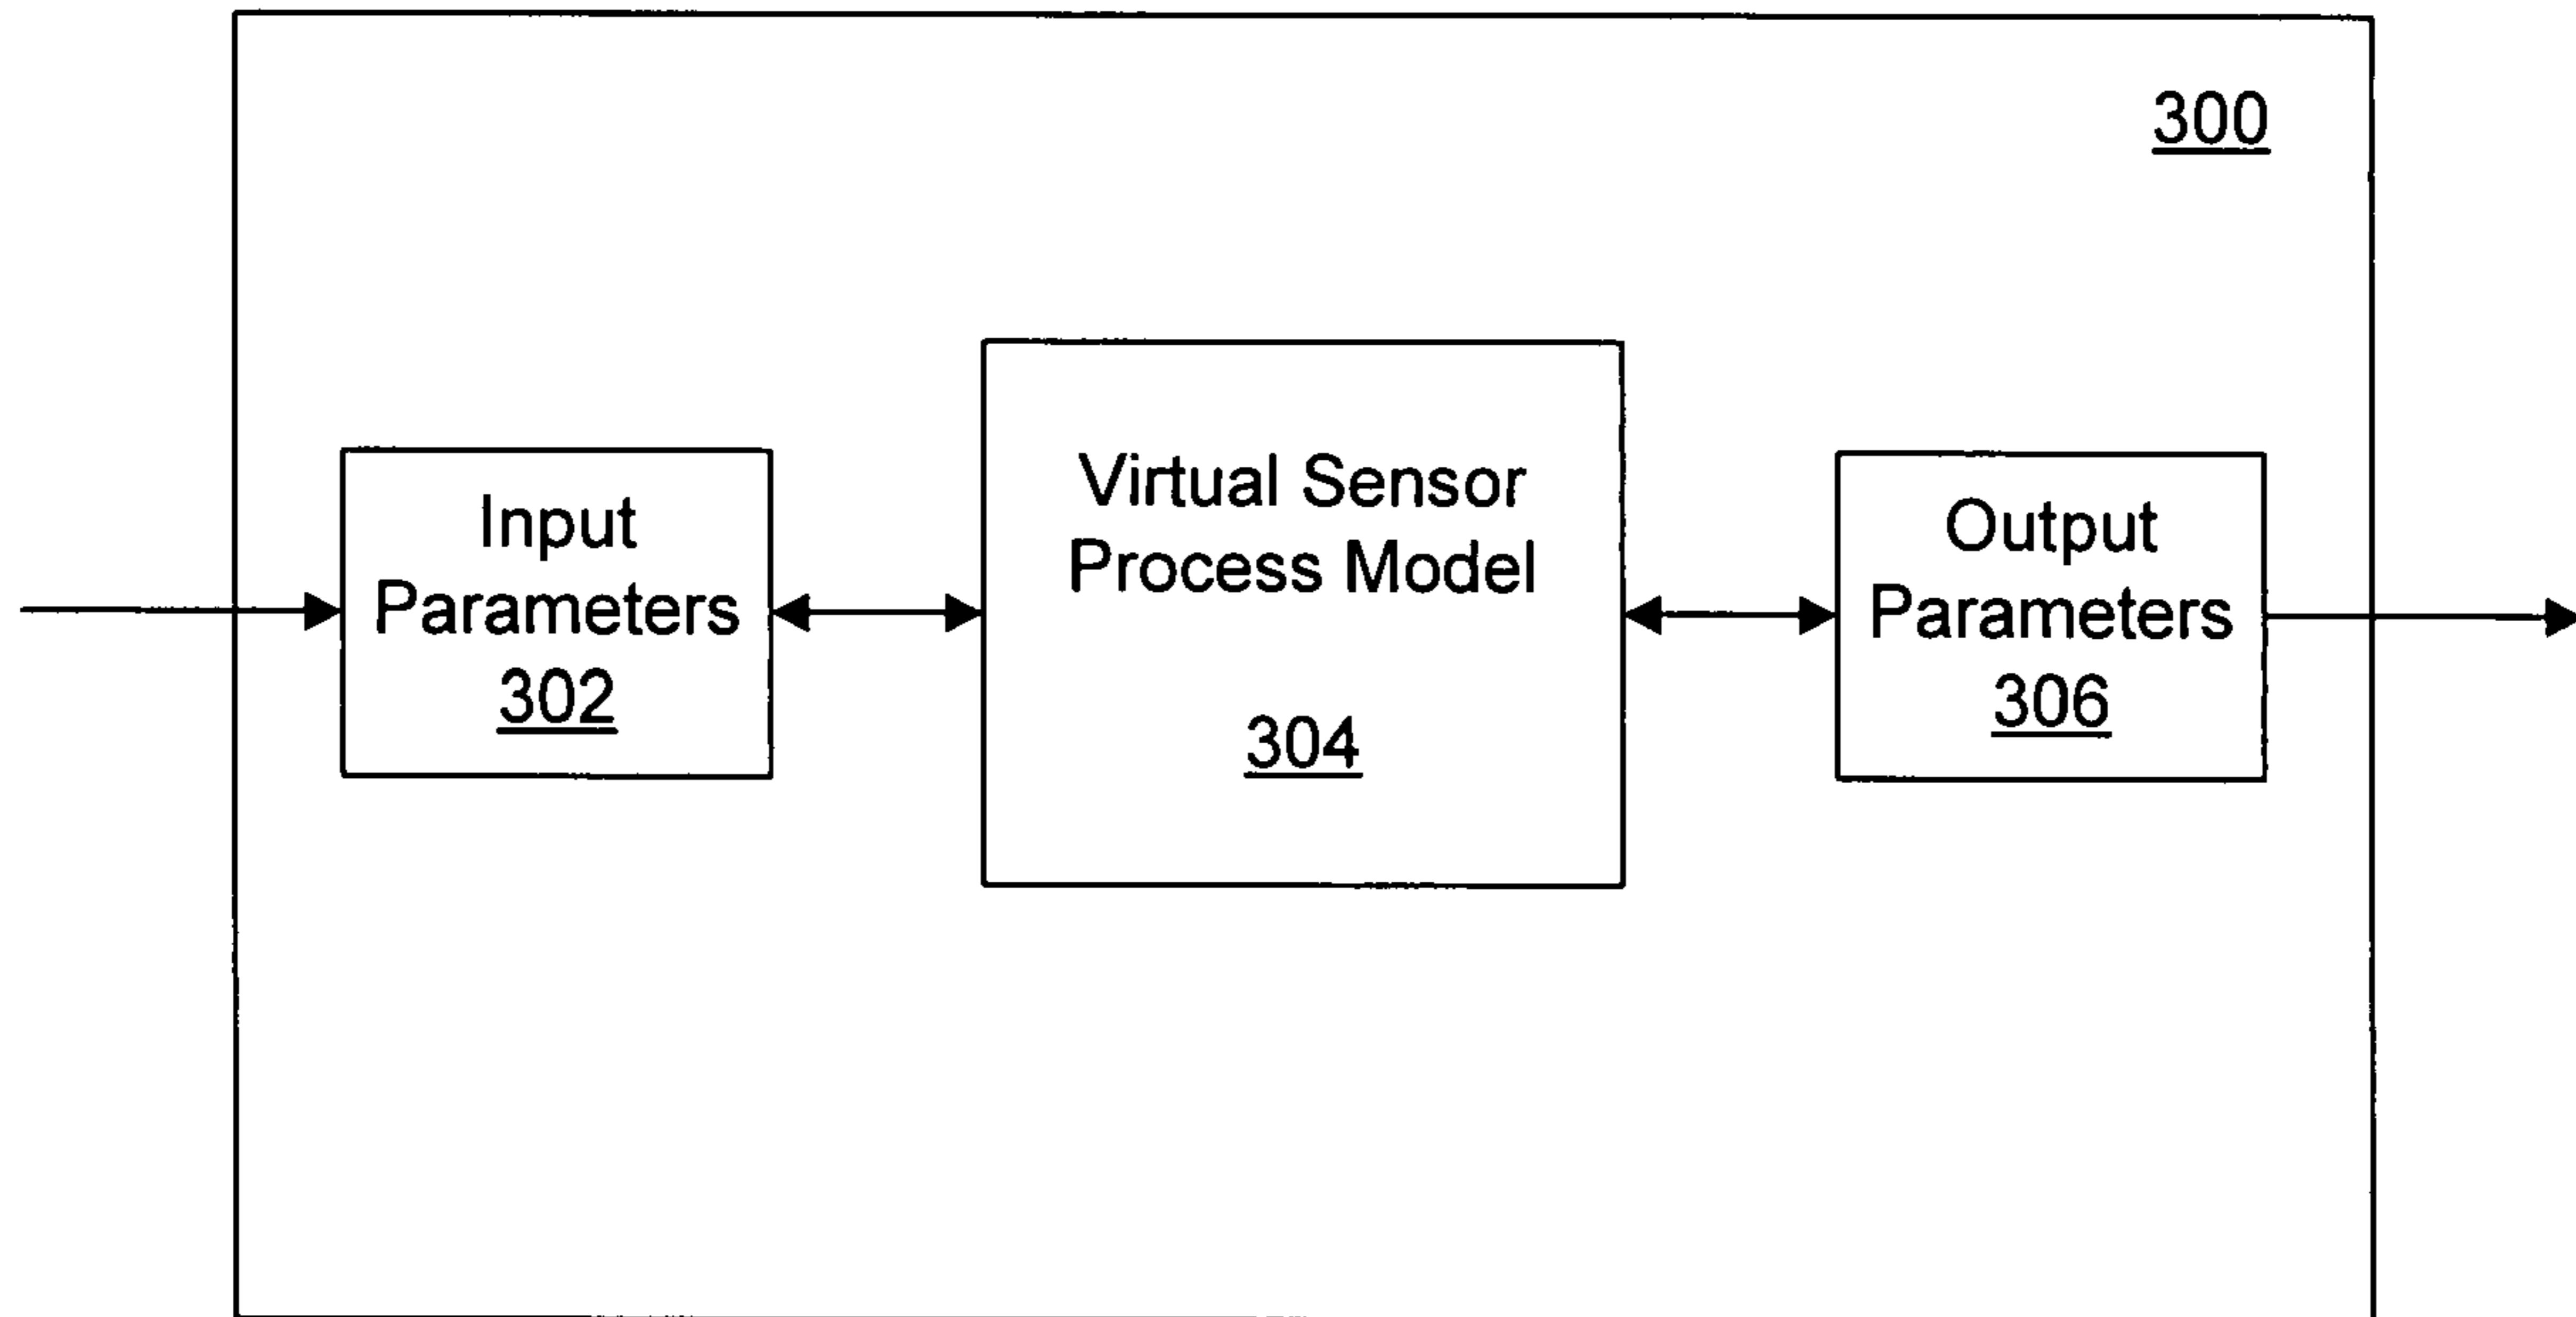 300
Input
Parameters
302
Virtual Sensor
Process Model
304
Output
Parameters
306